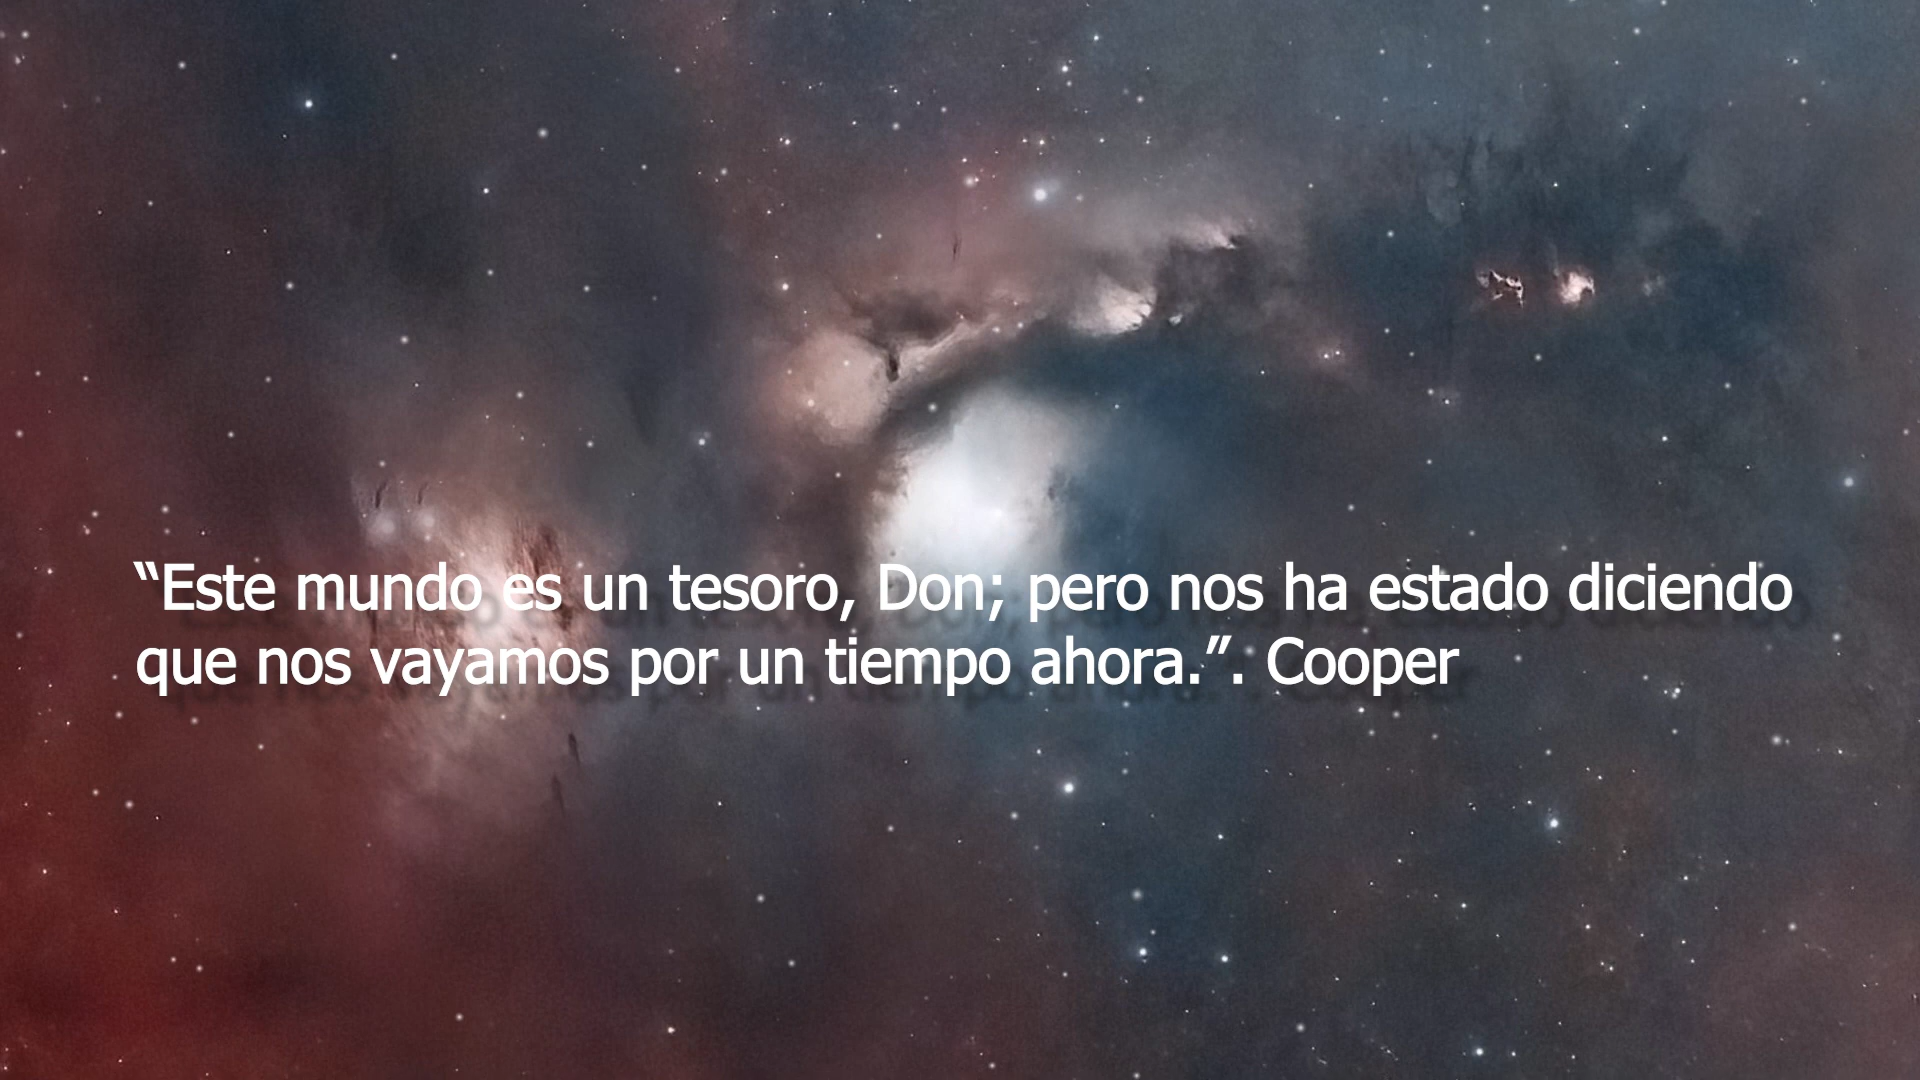 “Este mundo es un tesoro, Don; pero nos ha estado diciendo
que nos vayamos por un tiempo ahora.”. Cooper